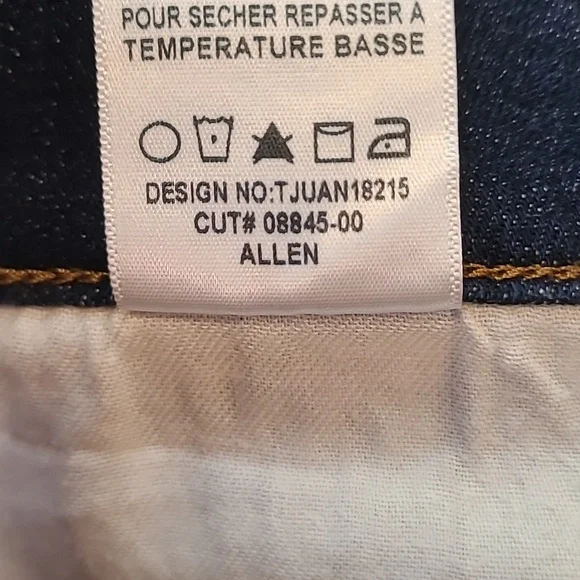 POUR SECHER REPASSER A
TEMPERATURE BASSE
DESIGN NO:TJUAN18215
CUT# 08845-00
ALLEN